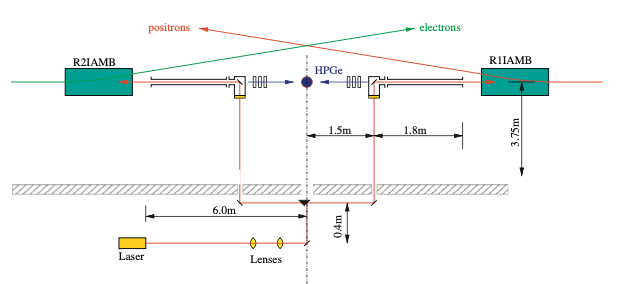 positrons
electrons
R2IAMB
HPGe
R1IAMB
1.5m
1.8m
3.75m
6.0m
0.4m
Laser
Lenses